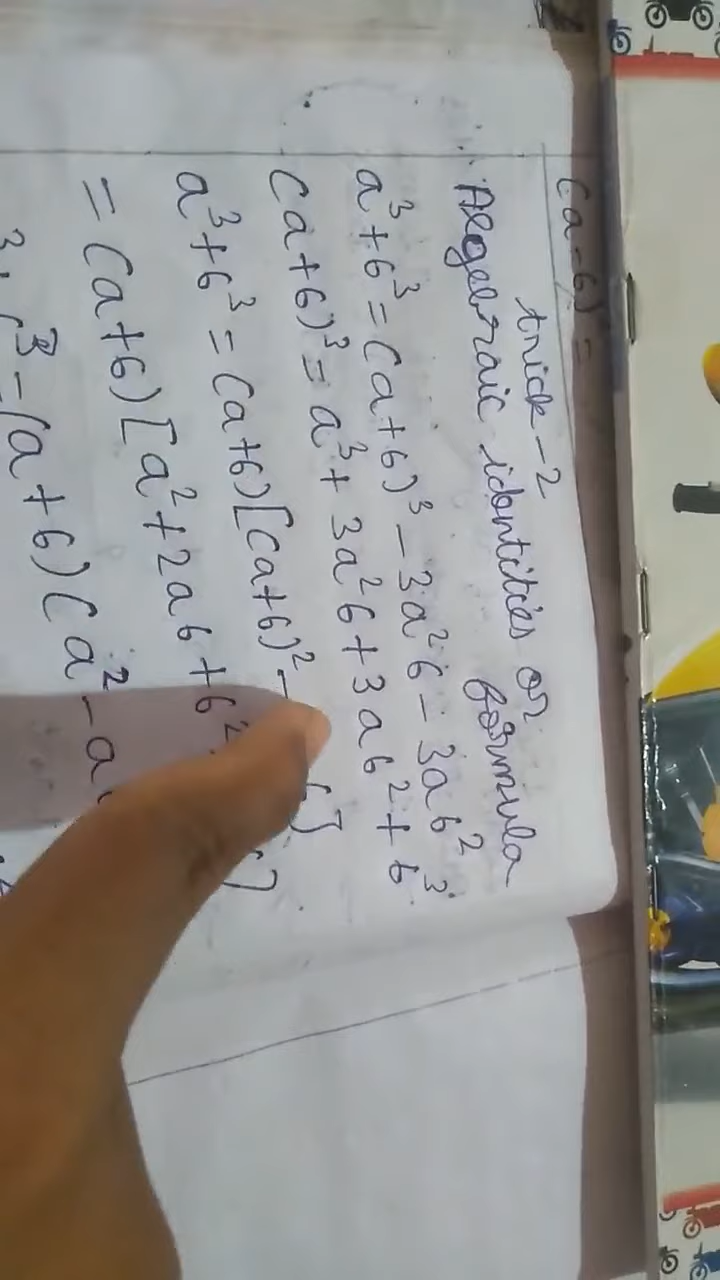 (a-b) =
trick-2
Algebraic identities or formula
a³+b³ = (a+b)³ - 3a²b - 3ab²
(a+b)³ = a³ + 3a²b + 3ab² + b³
a³+b³ = (a+b)[(a+b)² - b]
= (a+b)[a²+2ab+b² ]
³ = (a+b)(a² - a